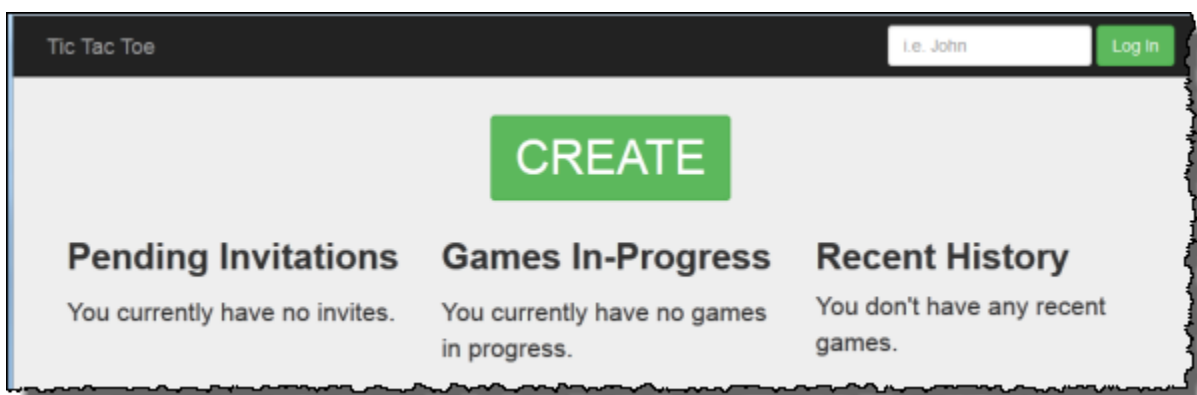 Tic Tac Toe
i.e. John
Log In
CREATE
Pending Invitations
You currently have no invites.
Games In-Progress
You currently have no games
in progress.
Recent History
You don't have any recent
games.